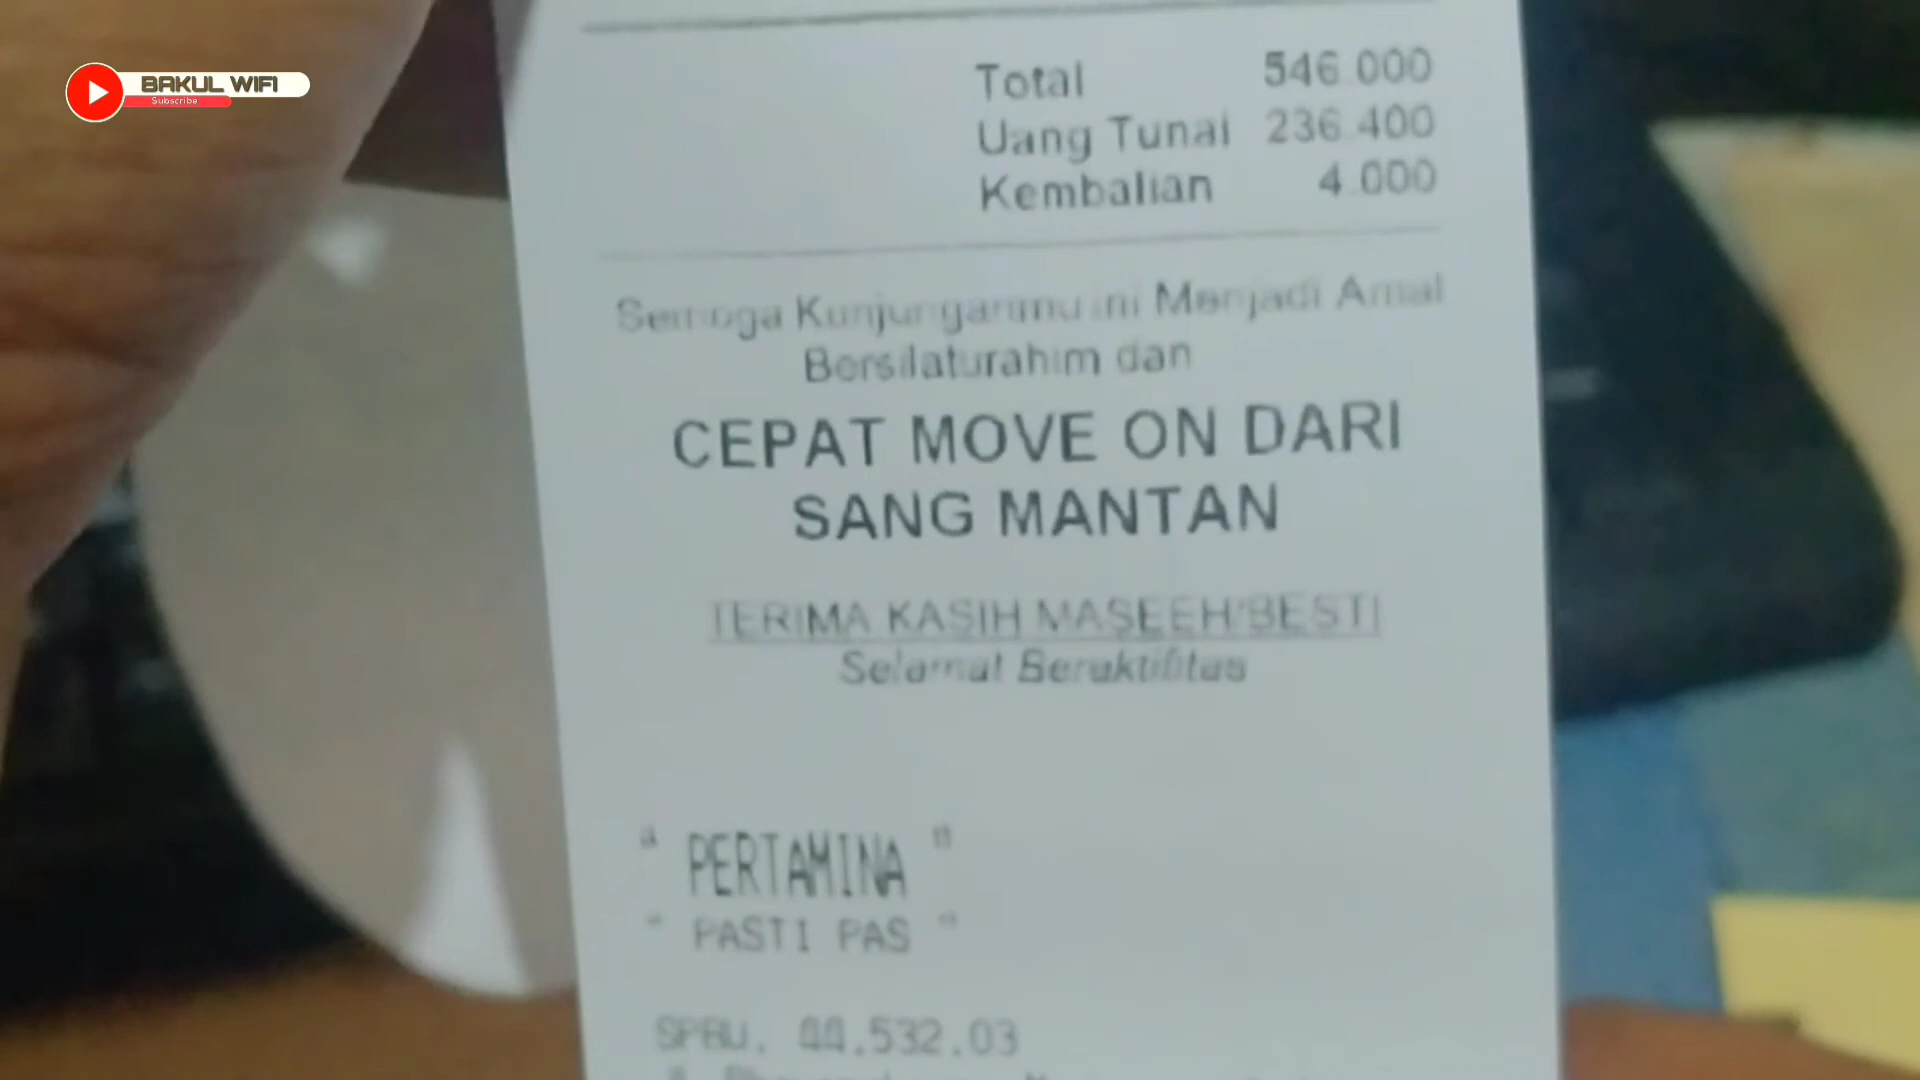 BAKUL WIFI
Subscribe
Total 546.000
Uang Tunai 236.400
Kembalian 4.000
Semoga Kunjunganmu ini Menjadi Amal
Bersilaturahim dan
CEPAT MOVE ON DARI
SANG MANTAN
TERIMA KASIH MASEEH/BESTI
Selamat Beraktifitas
" PERTAMINA "
" PASTI PAS "
SPBU. 44.532.03